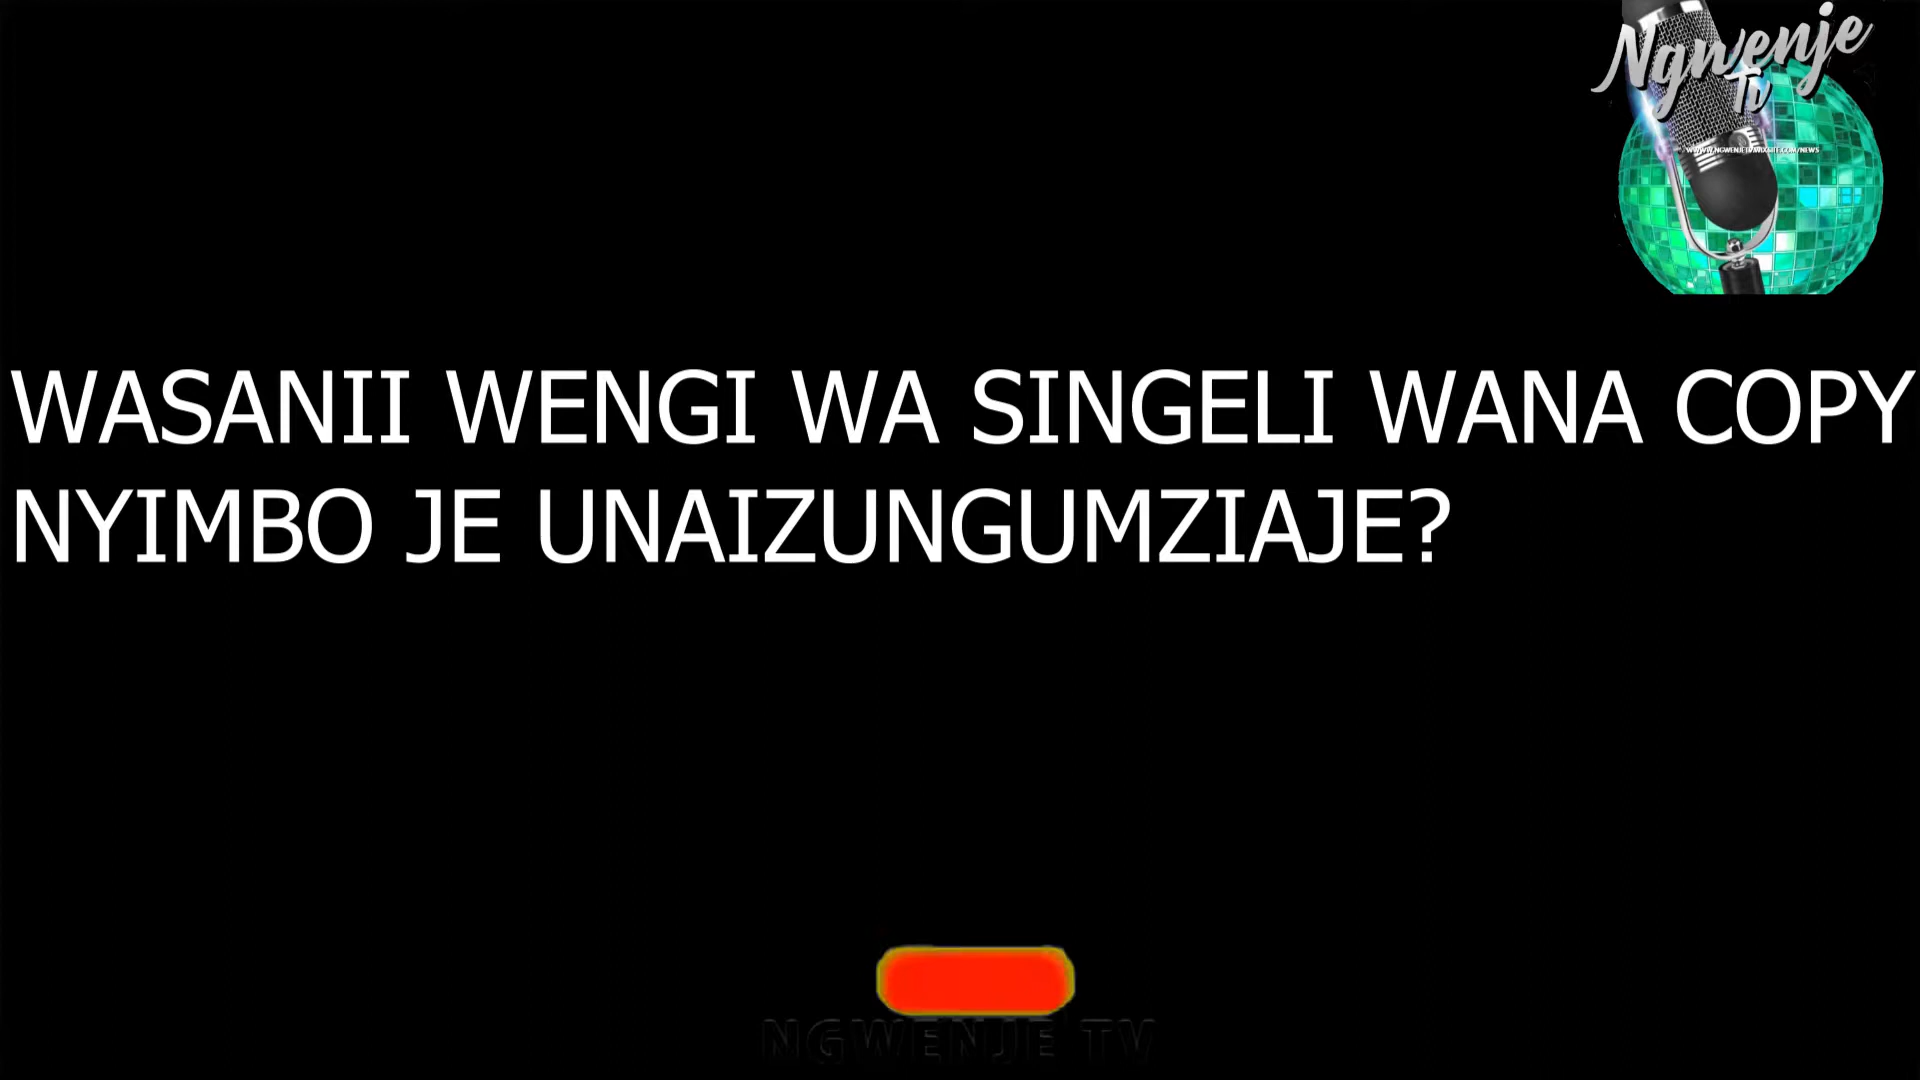 Ngwenje
Tv
WASANII WENGI WA SINGELI WANA COPY
NYIMBO JE UNAIZUNGUMZIAJE?
NGWENJE TV